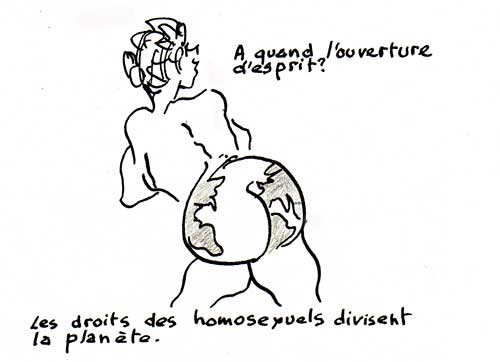 A quand l'ouverture
d'esprit?
Les droits des homosexuels divisent
la planète.